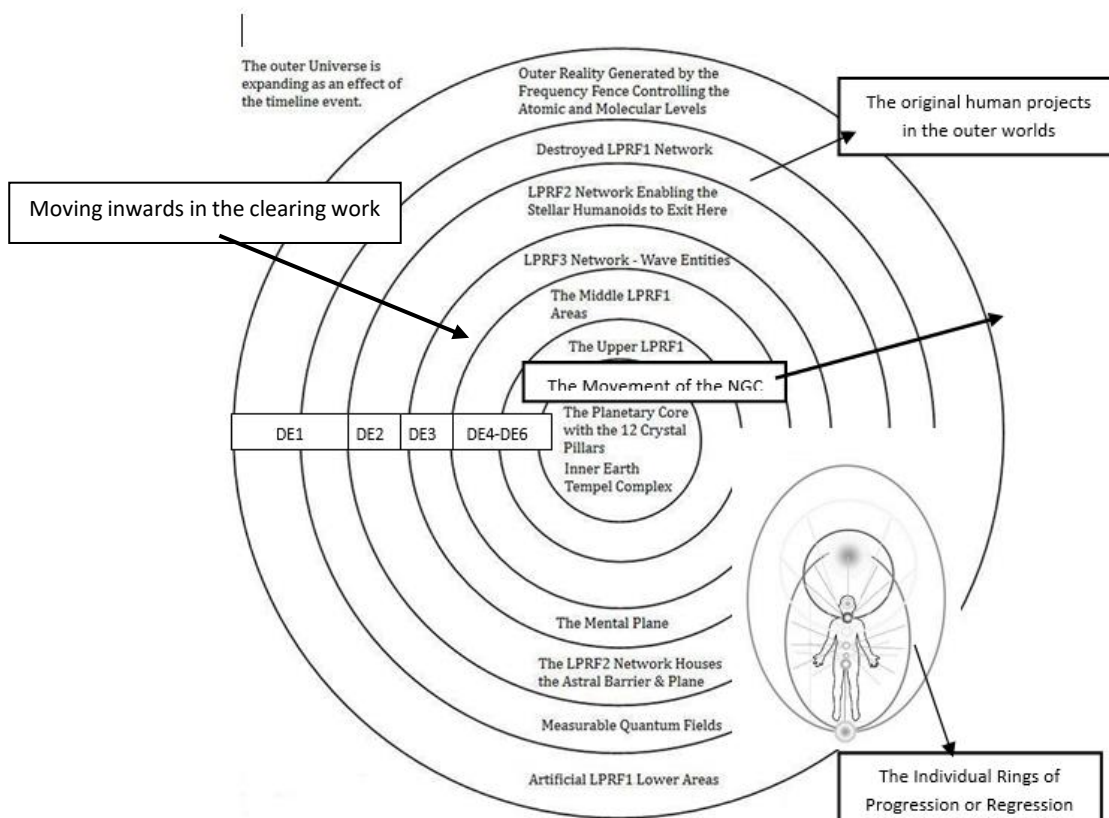 The outer Universe is
expanding as an effect of
the timeline event.
Outer Reality Generated by the
Frequency Fence Controlling the
Atomic and Molecular Levels
The original human projects
in the outer worlds
Destroyed LPRF1 Network
Moving inwards in the clearing work
LPRF2 Network Enabling the
Stellar Humanoids to Exit Here
LPRF3 Network - Wave Entities
The Middle LPRF1
Areas
The Upper LPRF1
The Movement of the NGC
DE1
DE2
DE3
DE4-DE6
The Planetary Core
with the 12 Crystal
Pillars
Inner Earth
Tempel Complex
The Mental Plane
The LPRF2 Network Houses
the Astral Barrier & Plane
Measurable Quantum Fields
Artificial LPRF1 Lower Areas
The Individual Rings of
Progression or Regression